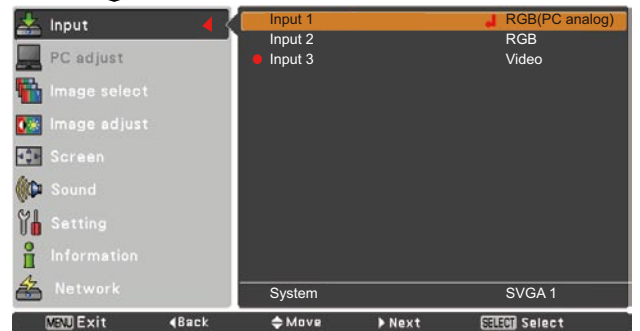 Input
PC adjust
Image select
Image adjust
Screen
Sound
Setting
Information
Network
Input 1 RGB(PC analog)
Input 2 RGB
Input 3 Video
System SVGA 1
MENU Exit Back Move Next SELECT Select